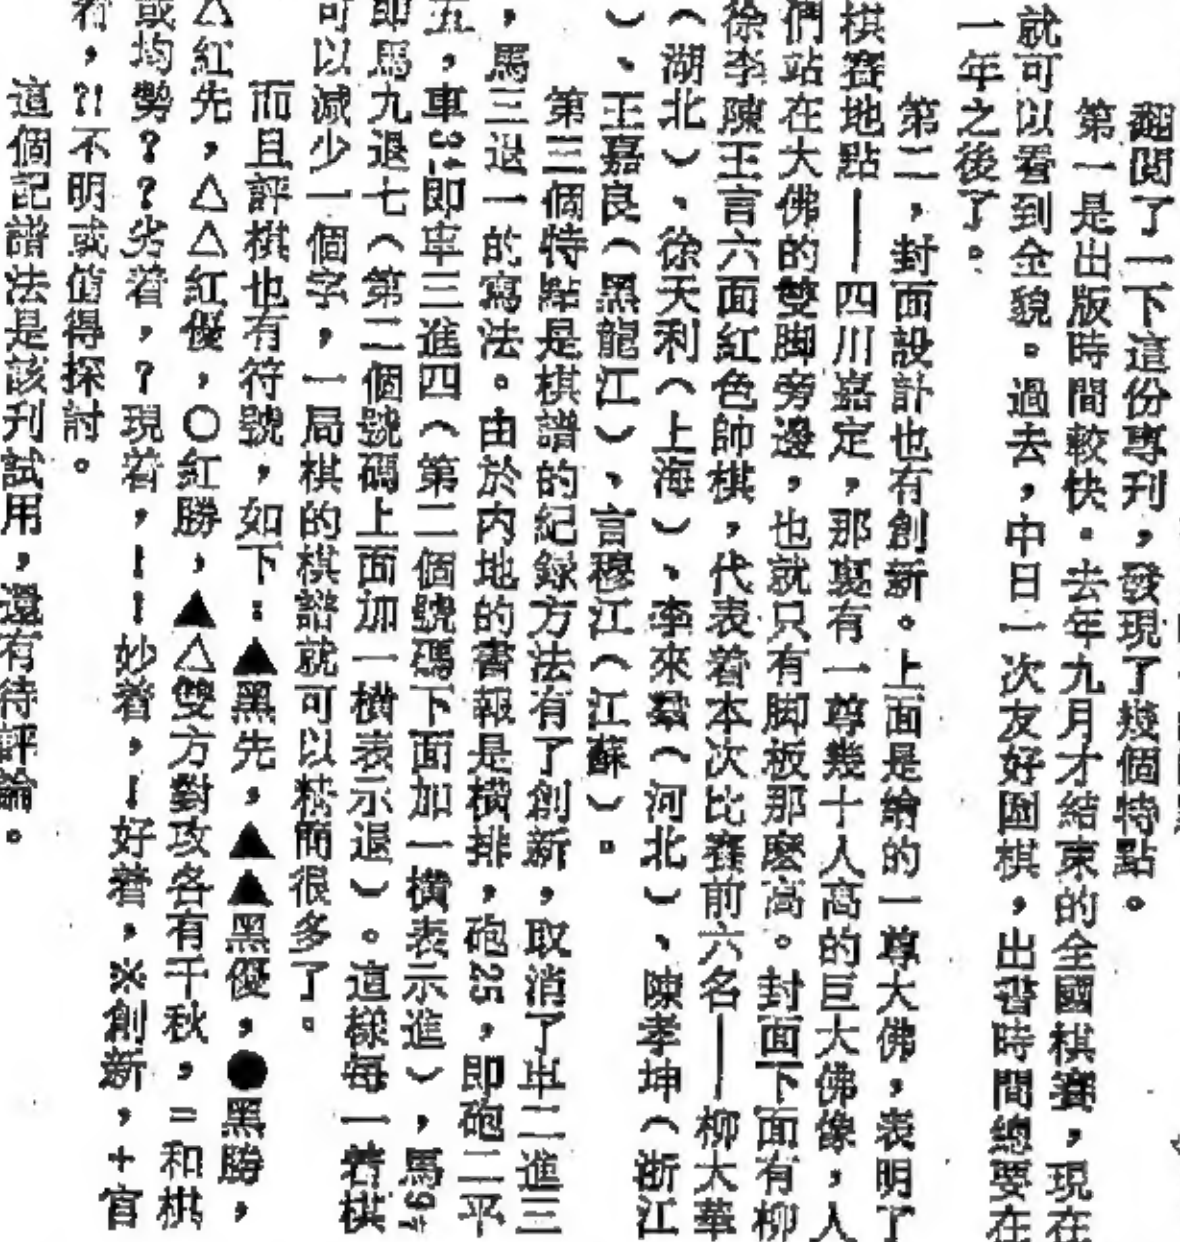 翻閱了一下這份專刊，發現了幾個特點。
第一是出版時間較快。去年九月才結束的全國棋賽，現在
就可以看到全貌。過去，中日一次友好圍棋，出書時間總要在
一年之後了。
第二，封面設計也有創新。上面是繪的一尊大佛，表明了
棋賽地點——四川嘉定，那裏有一尊幾十人高的巨大佛像，人
們站在大佛的雙脚旁邊，也就只有脚板那麽高。封面下面有柳
徐李陳王言六面紅色帥棋，代表着本次比賽前六名——柳大華
（湖北）、徐天利（上海）、李來羣（河北）、陳孝坤（浙江
）、王嘉良（黑龍江）、言穆江（江蘇）。
第三個特點是棋譜的紀録方法有了創新，取消了車二進三
，馬三退一的寫法。由於内地的書報是橫排，砲25，即砲二平
五，車34即車三進四（第二個號碼下面加一橫表示進），馬97
即馬九退七（第二個號碼上面加一橫表示退）。這樣每一着棋
可以減少一個字，一局棋的棋譜就可以精簡很多了。
而且評棋也有符號，如下：▲黑先，▲▲黑優，●黑勝，
△紅先，△△紅優，○紅勝，▲△雙方對攻各有千秋，=和棋
或均勢？？劣着，？現着，！！妙着，！好着，※創新，+官
着，?!不明或值得探討。
這個記譜法是該刊試用，還有待評論。